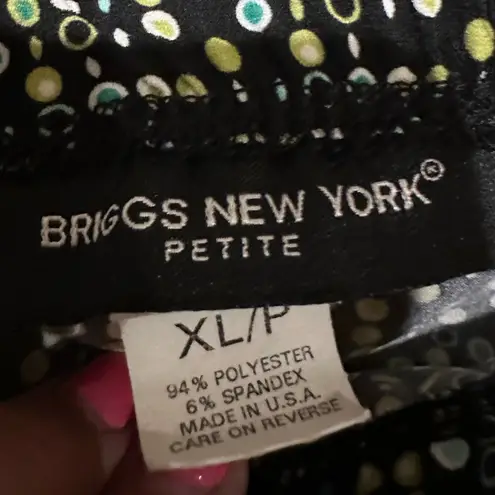 BRIGGS NEW YORK®
PETITE
XL/P
94% POLYESTER
6% SPANDEX
MADE IN U.S.A.
CARE ON REVERSE